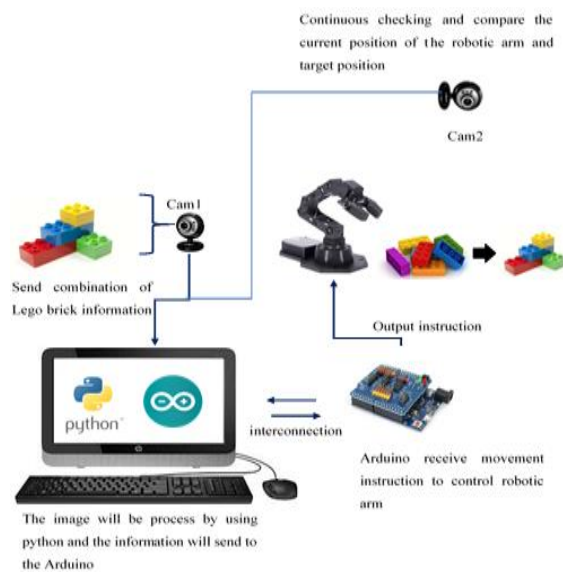 Continuous checking and compare the
current position of the robotic arm and
target position
Cam2
Cam1
Send combination of
Lego brick information
Output instruction
python
interconnection
Arduino receive movement
instruction to control robotic
arm
The image will be process by using
python and the information will send to
the Arduino